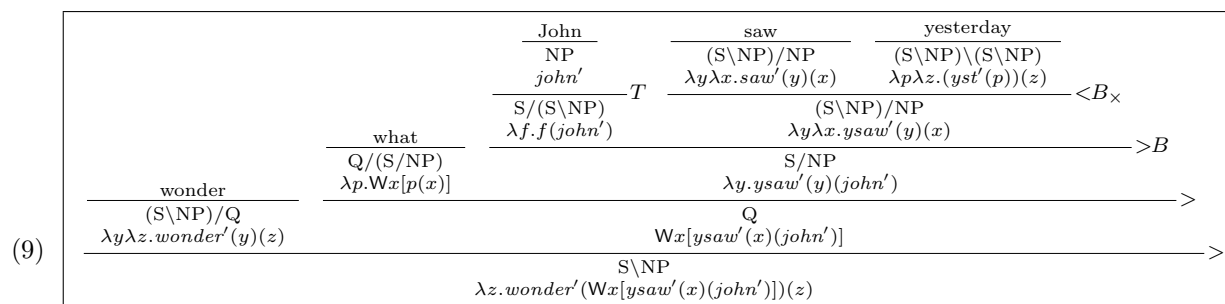 John saw yesterday
NP (S\NP)/NP (S\NP)\(S\NP)
john′ λyλx.saw′(y)(x) λpλz.(yst′(p))(z)
T <B×
S/(S\NP) (S\NP)/NP
λf.f(john′) λyλx.ysaw′(y)(x)
what >B
Q/(S/NP) S/NP
λp.Wx[p(x)] λy.ysaw′(y)(john′)
wonder >
(S\NP)/Q Q
λyλz.wonder′(y)(z) Wx[ysaw′(x)(john′)]
(9) >
S\NP
λz.wonder′(Wx[ysaw′(x)(john′)])(z)